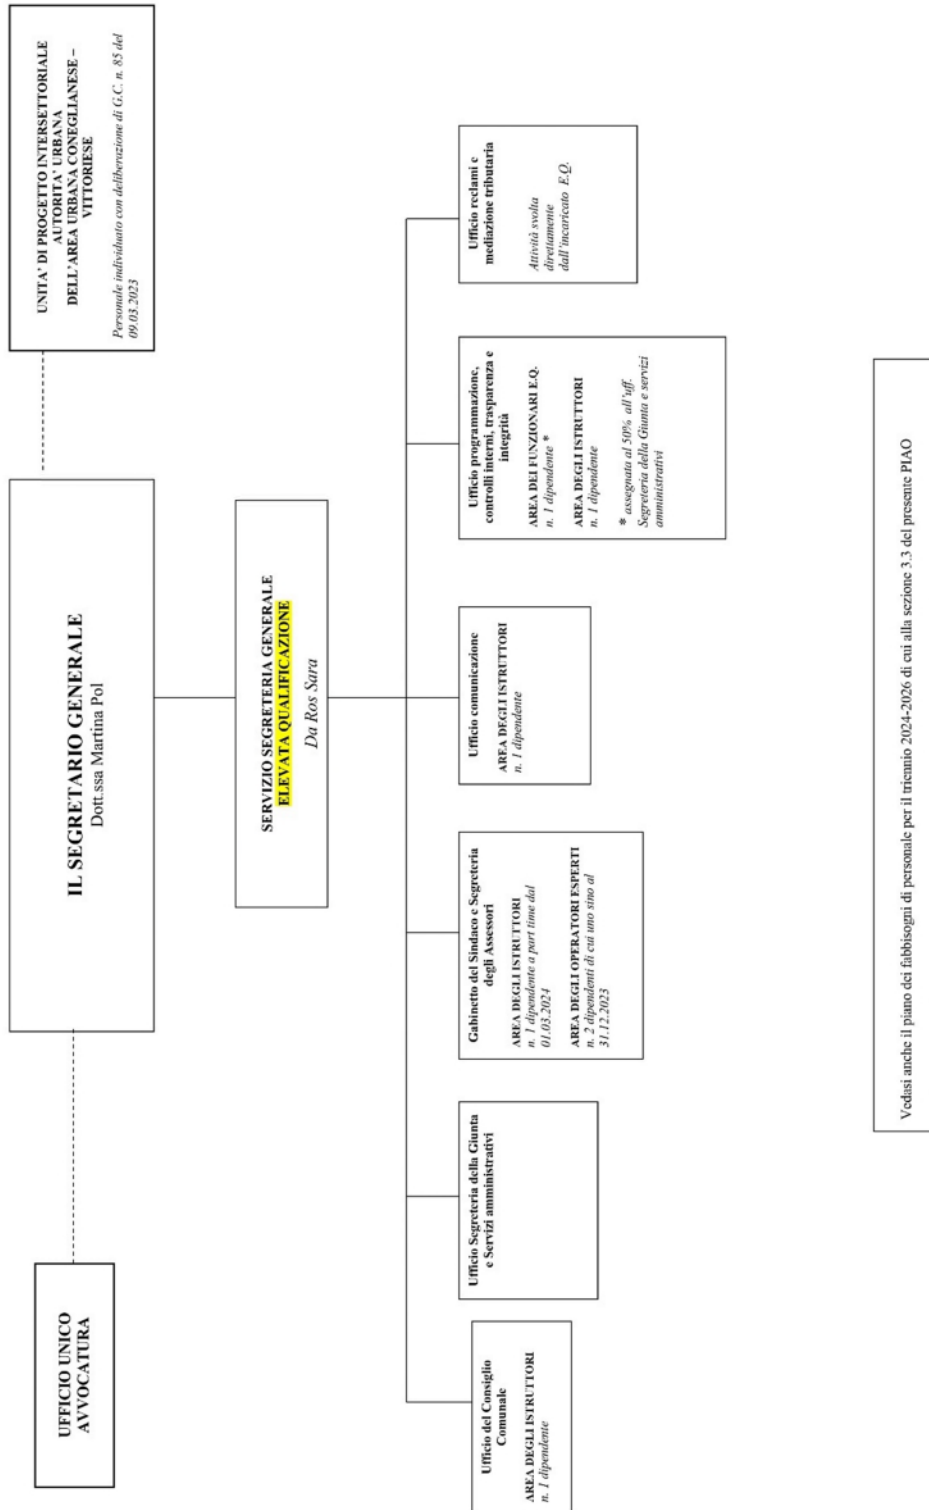 UFFICIO UNICO
AVVOCATURA
IL SEGRETARIO GENERALE
Dott.ssa Martina Pol
UNITA' DI PROGETTO INTERSETTORIALE
AUTORITA' URBANA
DELL'AREA URBANA CONEGLIANESE –
VITTORIESE
Personale individuato con deliberazione di G.C. n. 85 del
09.03.2023
SERVIZIO SEGRETERIA GENERALE
ELEVATA QUALIFICAZIONE
Da Ros Sara
Ufficio del Consiglio
Comunale
AREA DEGLI ISTRUTTORI
n. 1 dipendente
Ufficio Segreteria della Giunta
e Servizi amministrativi
Gabinetto del Sindaco e Segreteria
degli Assessori
AREA DEGLI ISTRUTTORI
n. 1 dipendente a part time dal
01.03.2024
AREA DEGLI OPERATORI ESPERTI
n. 2 dipendenti di cui uno sino al
31.12.2023
Ufficio comunicazione
AREA DEGLI ISTRUTTORI
n. 1 dipendente
Ufficio programmazione,
controlli interni, trasparenza e
integrità
AREA DEI FUNZIONARI E.Q.
n. 1 dipendente *
AREA DEGLI ISTRUTTORI
n. 1 dipendente
* assegnata al 50% all'uff.
Segreteria della Giunta e servizi
amministrativi
Ufficio reclami e
mediazione tributaria
Attività svolta
direttamente
dall'incaricato E.Q.
Vedasi anche il piano dei fabbisogni di personale per il triennio 2024-2026 di cui alla sezione 3.3 del presente PIAO